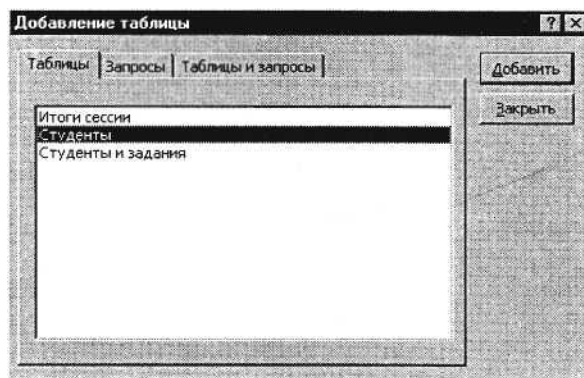 Добавление таблицы
Таблицы Запросы Таблицы и запросы
Добавить
Закрыть
Итоги сессии
Студенты
Студенты и задания